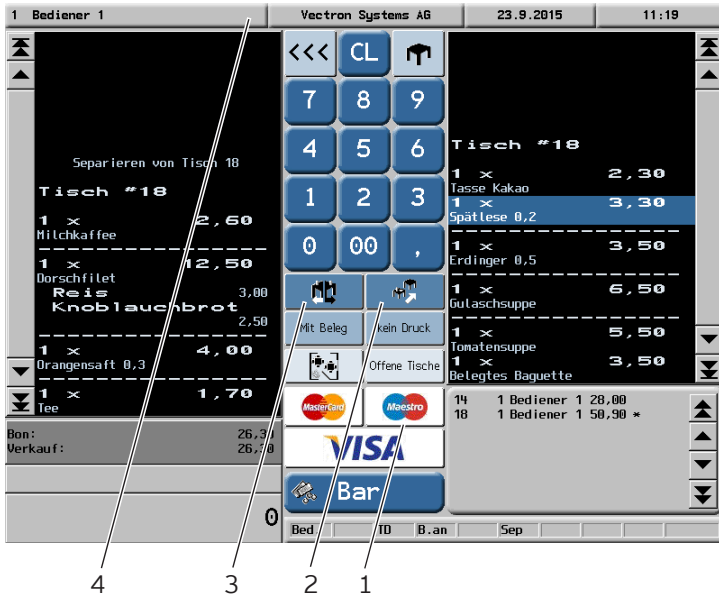 1 Bediener 1
Vectron Systems AG
23.9.2015
11:19
Separieren von Tisch 18
Tisch #18
1 x 2,60
Milchkaffee
1 x 12,50
Dorschfilet
Reis 3,00
Knoblauchbrot
2,50
1 x 4,00
Orangensaft 0,3
1 x 1,70
Tee
Bon: 26,30
Verkauf: 26,30
0
<<< CL
7 8 9
4 5 6
1 2 3
0 00 ,
Mit Beleg
kein Druck
Offene Tische
MasterCard
Maestro
VISA
Bar
Tisch #18
1 x 2,30
Tasse Kakao
1 x 3,30
Spätlese 0,2
1 x 3,50
Erdinger 0,5
1 x 6,50
Gulaschsuppe
1 x 5,50
Tomatensuppe
1 x 3,50
Belegtes Baguette
14 1 Bediener 1 28,00
18 1 Bediener 1 50,90 *
Bed TD B.an Sep
4 3 2 1